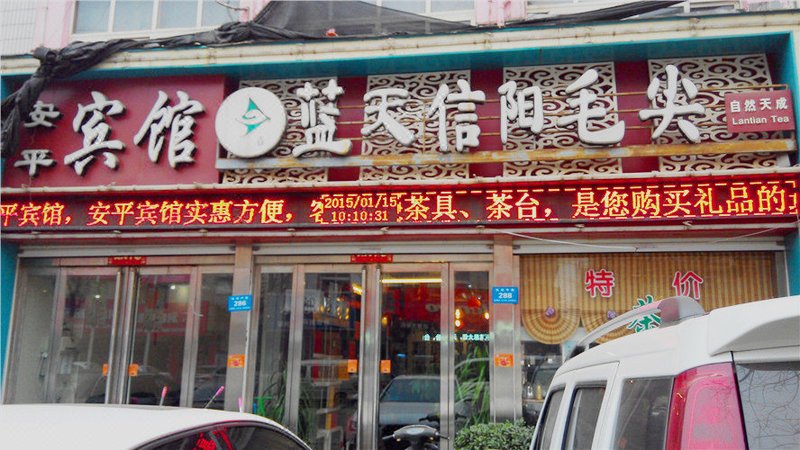 安平
宾馆
蓝天信阳毛尖
自然天成
Lantian Tea
平宾馆，安平宾馆实惠方便，
2015/01/15
10:10:31
茶具、茶台，是您购买礼品的
286
288
特价
茶